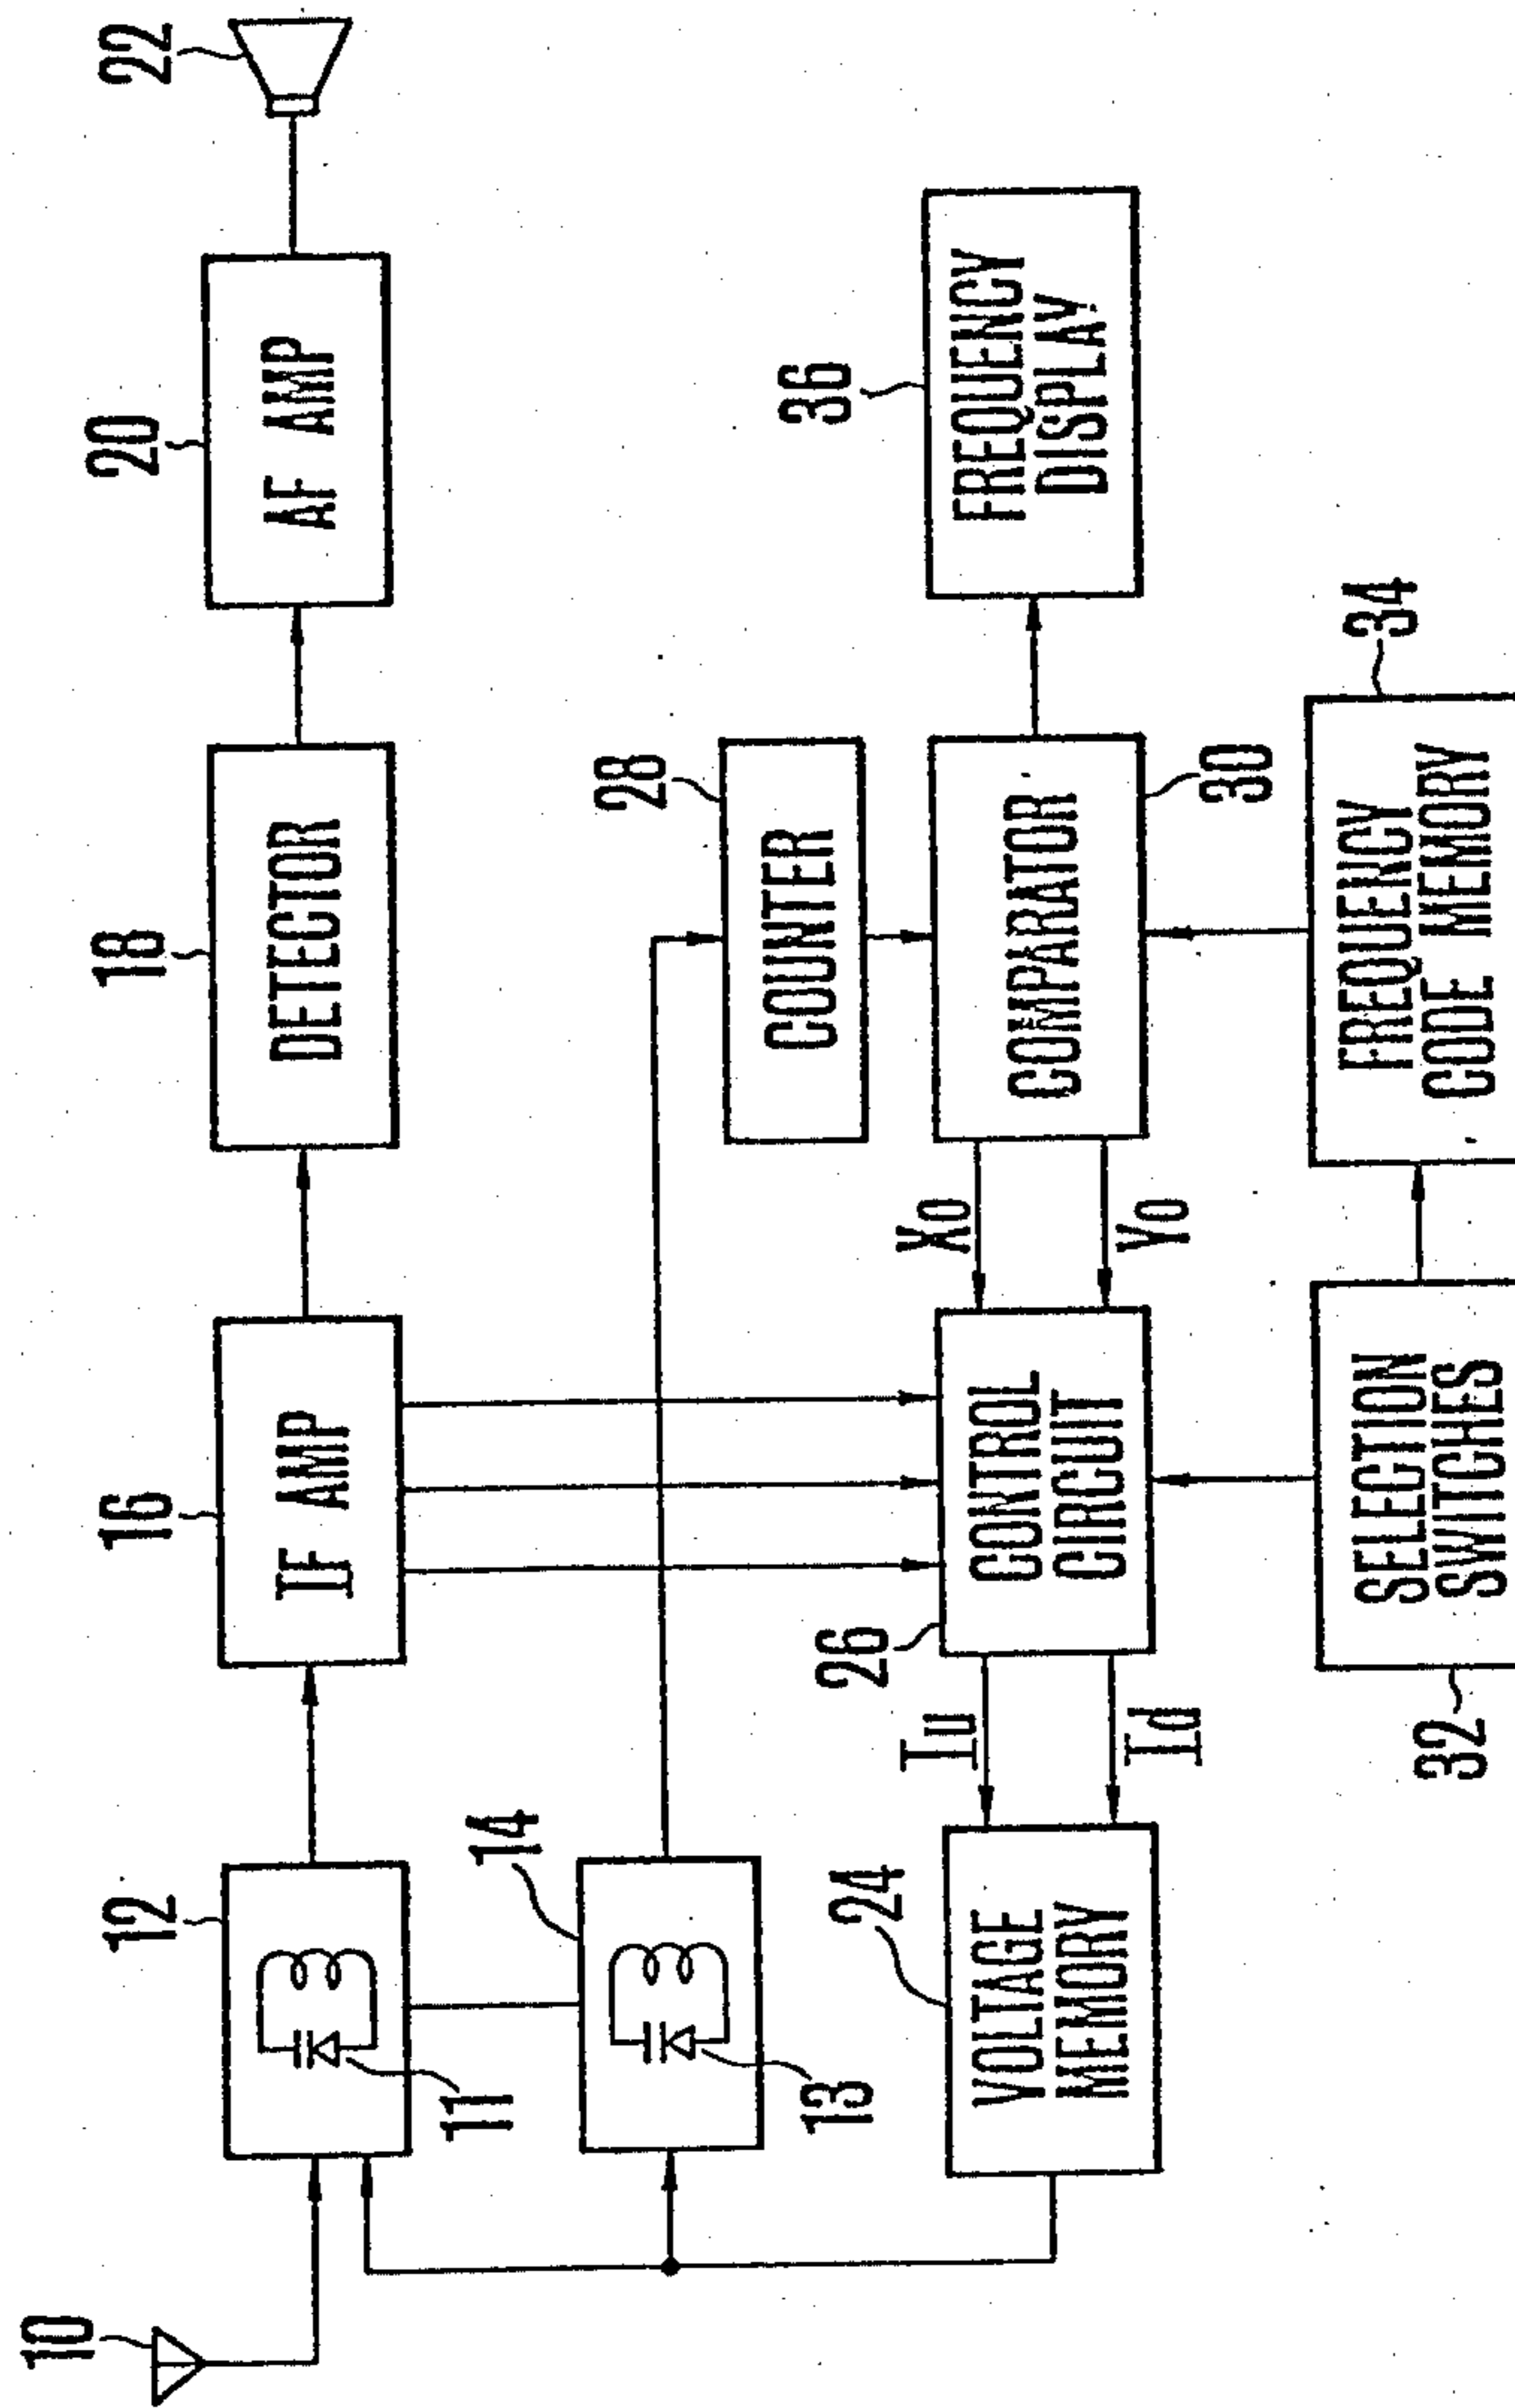 10
12
11
14
13
16
IF AMP
18
DETECTOR
20
AF AMP
22
24
VOLTAGE
MEMORY
Iu
Id
26
CONTROL
CIRCUIT
Xo
Yo
28
COUNTER
COMPARATOR
30
36
FREQUENCY
DISPLAY
32
SELECTION
SWITCHES
34
FREQUENCY
CODE MEMORY